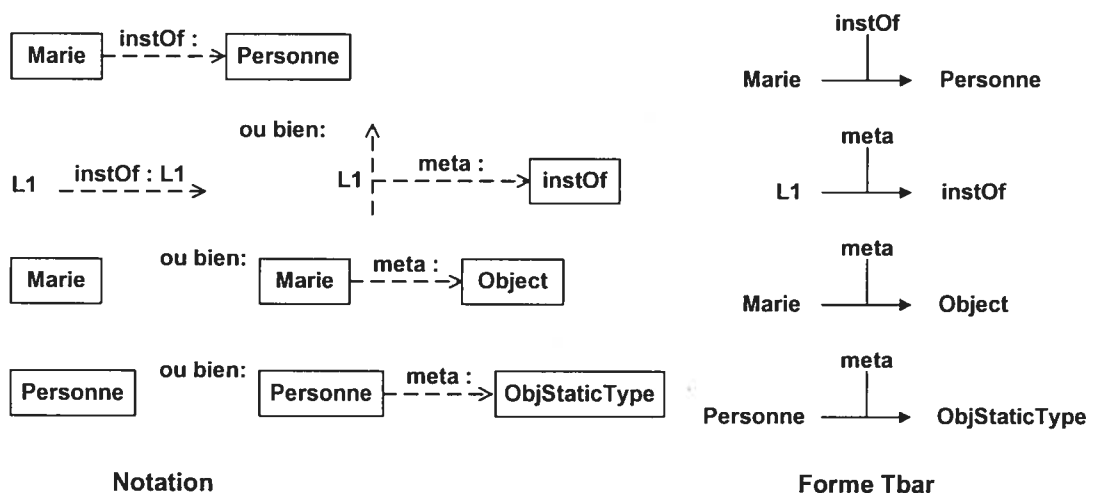 Marie instOf : Personne
instOf
Marie Personne
L1 instOf : L1
ou bien:
L1 meta : instOf
meta
L1 instOf
Marie
ou bien:
Marie meta : Object
meta
Marie Object
Personne
ou bien:
Personne meta : ObjStaticType
meta
Personne ObjStaticType
Notation
Forme Tbar